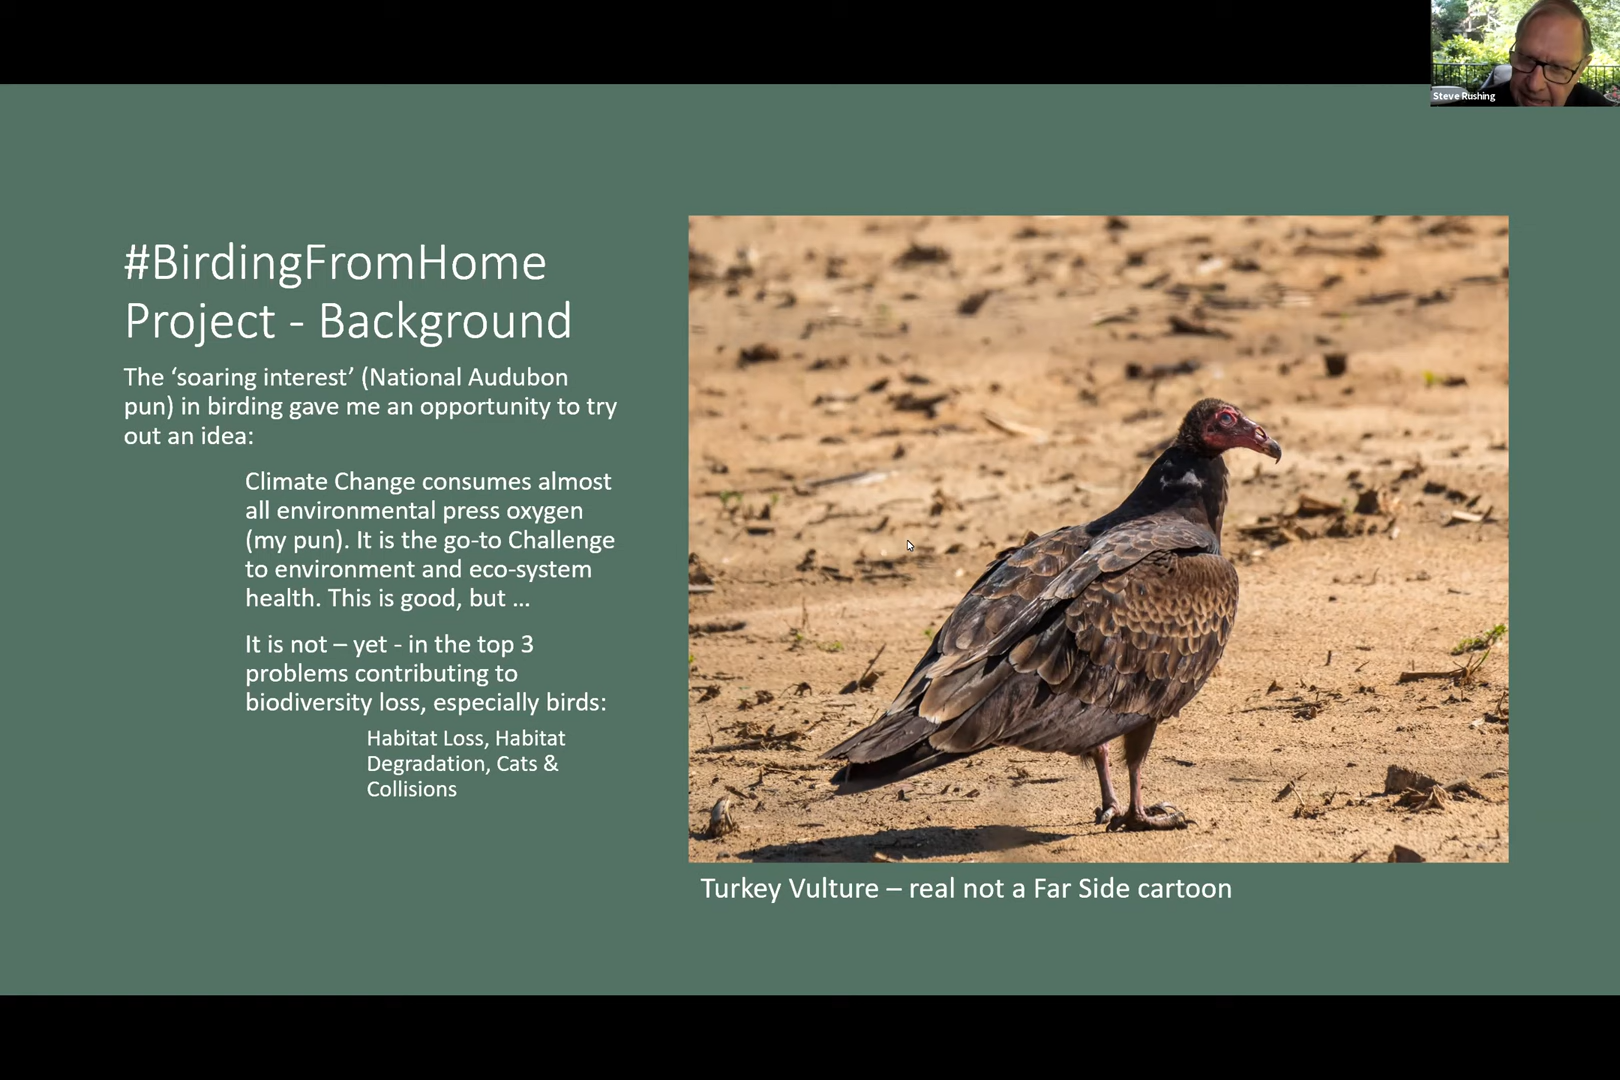 Steve Rushing
#BirdingFromHome
Project - Background
The ‘soaring interest’ (National Audubon
pun) in birding gave me an opportunity to try
out an idea:
Climate Change consumes almost
all environmental press oxygen
(my pun). It is the go-to Challenge
to environment and eco-system
health. This is good, but ...
It is not – yet - in the top 3
problems contributing to
biodiversity loss, especially birds:
Habitat Loss, Habitat
Degradation, Cats &
Collisions
Turkey Vulture – real not a Far Side cartoon